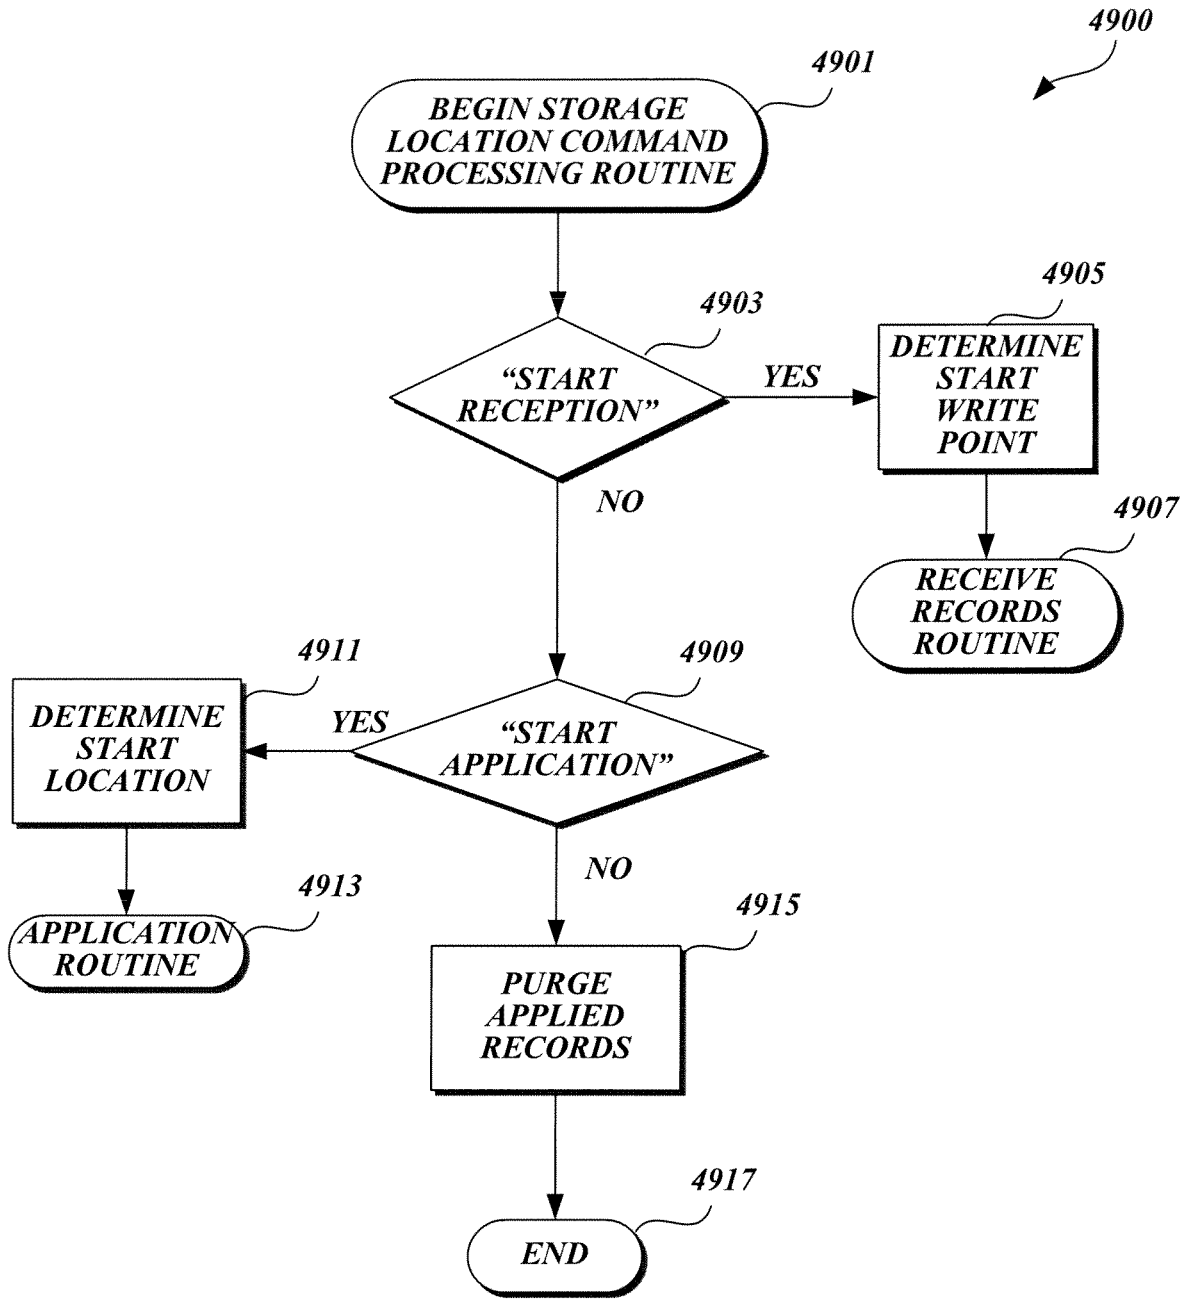 4900
4901
BEGIN STORAGE
LOCATION COMMAND
PROCESSING ROUTINE
4903
“START
RECEPTION”
YES
4905
DETERMINE
START
WRITE
POINT
NO
4907
RECEIVE
RECORDS
ROUTINE
4909
“START
APPLICATION”
YES
4911
DETERMINE
START
LOCATION
4913
APPLICATION
ROUTINE
NO
4915
PURGE
APPLIED
RECORDS
4917
END